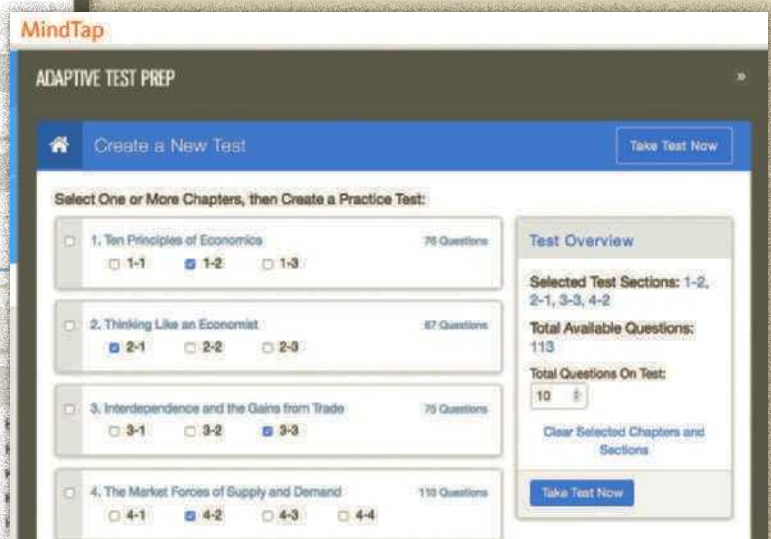 MindTap
ADAPTIVE TEST PREP »
Create a New Test
Take Test Now
Select One or More Chapters, then Create a Practice Test:
1. Ten Principles of Economics 76 Questions
1-1 1-2 1-3
2. Thinking Like an Economist 67 Questions
2-1 2-2 2-3
3. Interdependence and the Gains from Trade 75 Questions
3-1 3-2 3-3
4. The Market Forces of Supply and Demand 110 Questions
4-1 4-2 4-3 4-4
Test Overview
Selected Test Sections: 1-2,
2-1, 3-3, 4-2
Total Available Questions:
113
Total Questions On Test:
10
Clear Selected Chapters and
Sections
Take Test Now